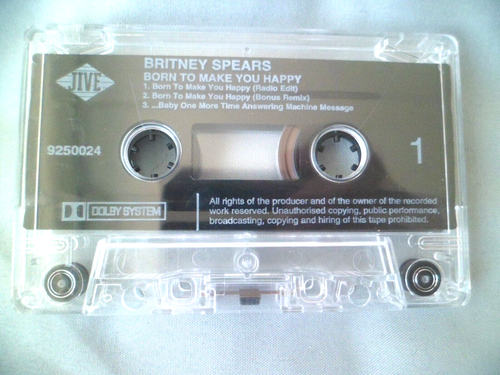 JIVE
BRITNEY SPEARS
BORN TO MAKE YOU HAPPY
1. Born To Make You Happy (Radio Edit)
2. Born To Make You Happy (Bonus Remix)
3. ...Baby One More Time Answering Machine Message
9250024
1
DOLBY SYSTEM
All rights of the producer and of the owner of the recorded
work reserved. Unauthorised copying, public performance,
broadcasting, copying and hiring of this tape prohibited.